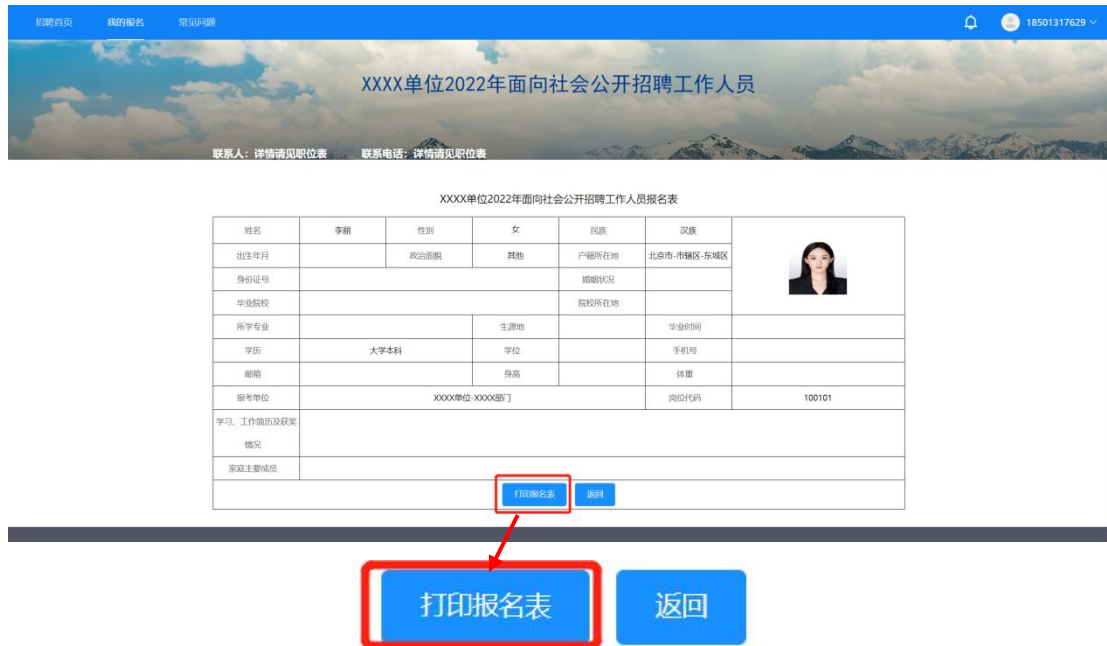 招聘首页 我的报名 常见问题 18501317629
XXXX单位2022年面向社会公开招聘工作人员
联系人：详情请见职位表 联系电话：详情请见职位表
XXXX单位2022年面向社会公开招聘工作人员报名表
姓名 李丽 性别 女 民族 汉族
出生年月 政治面貌 其他 户籍所在地 北京市-市辖区-东城区
身份证号 婚姻状况
毕业院校 院校所在地
所学专业 生源地 毕业时间
学历 大学本科 学位 手机号
邮箱 身高 体重
报考单位 XXXX单位-XXXX部门 岗位代码 100101
学习、工作简历及获奖
情况
家庭主要成员
打印报名表 返回
打印报名表 返回